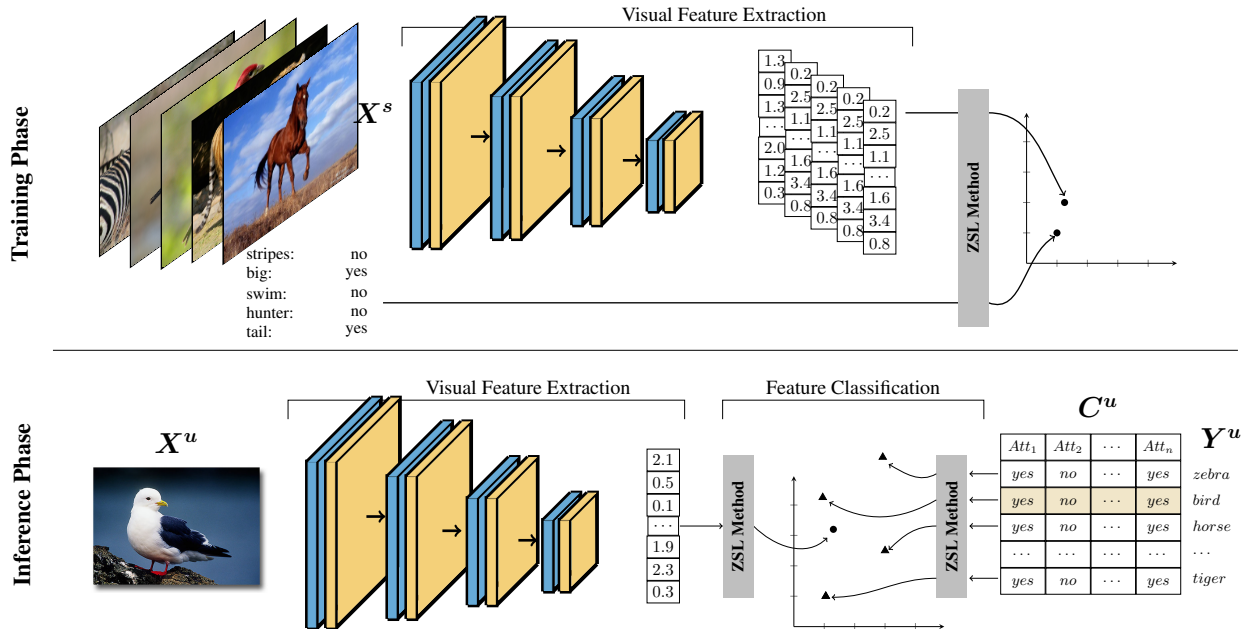 Visual Feature Extraction
Training Phase
X^s
stripes: no
big: yes
swim: no
hunter: no
tail: yes
1.3
0.9
1.3
...
2.0
1.2
0.3
0.2
2.5
1.1
...
1.6
3.4
0.8
0.2
2.5
1.1
...
1.6
3.4
0.8
0.2
2.5
1.1
...
1.6
3.4
0.8
0.2
2.5
1.1
...
1.6
3.4
0.8
ZSL Method
Inference Phase
Visual Feature Extraction
Feature Classification
X^u
2.1
0.5
0.1
...
1.9
2.3
0.3
ZSL Method
ZSL Method
C^u
Y^u
Att_1 Att_2 ... Att_n
yes no ... yes zebra
yes no ... yes bird
yes no ... yes horse
... ... ... ... ...
yes no ... yes tiger